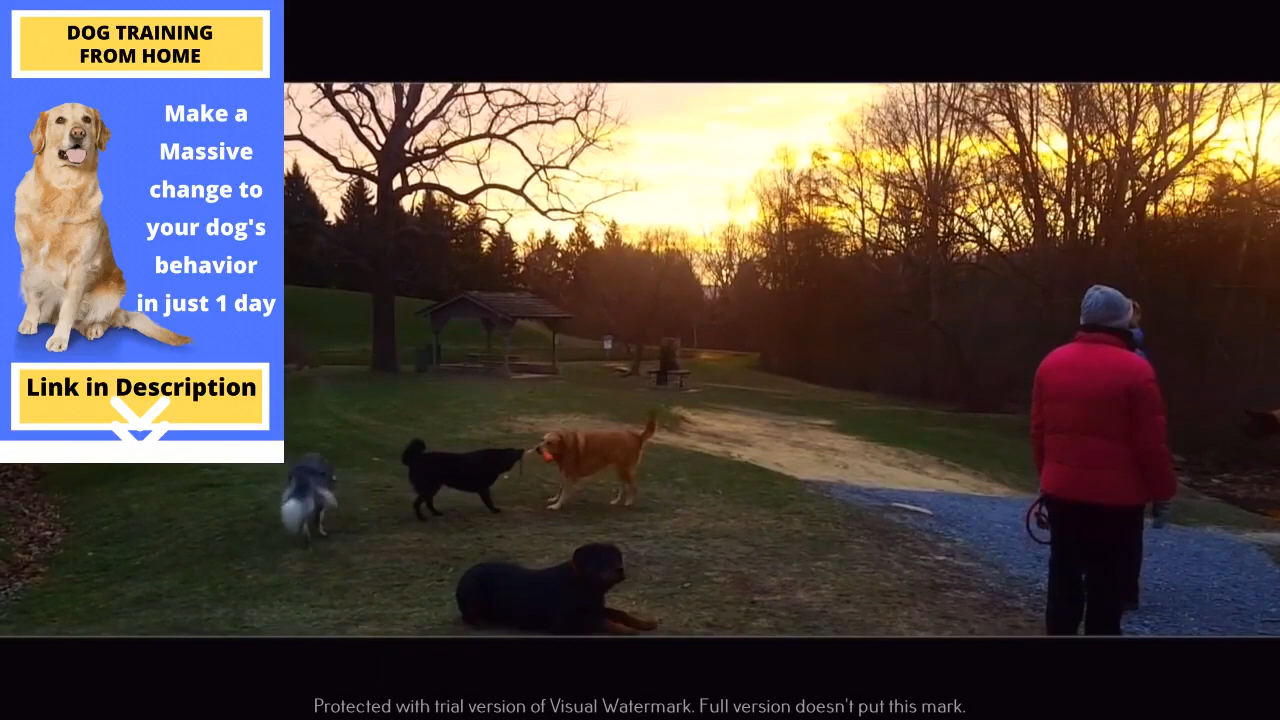 DOG TRAINING
FROM HOME
Make a
Massive
change to
your dog's
behavior
in just 1 day
Link in Description
Protected with trial version of Visual Watermark. Full version doesn't put this mark.